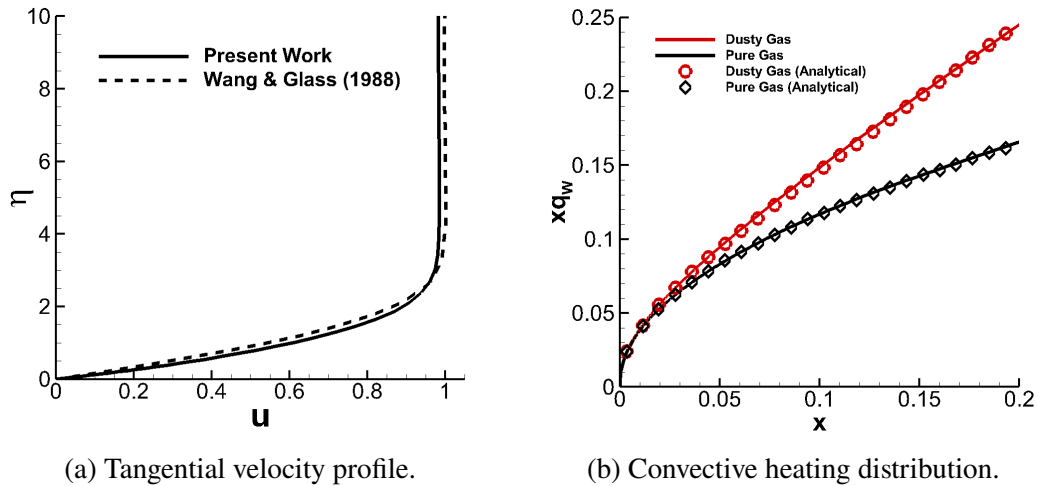 10
8
6
4
2
0
η
Present Work
Wang & Glass (1988)
0 0.2 0.4 0.6 0.8 1
u
(a) Tangential velocity profile.
0.25
0.2
0.15
0.1
0.05
0
xqw
Dusty Gas
Pure Gas
Dusty Gas (Analytical)
Pure Gas (Analytical)
0 0.05 0.1 0.15 0.2
x
(b) Convective heating distribution.